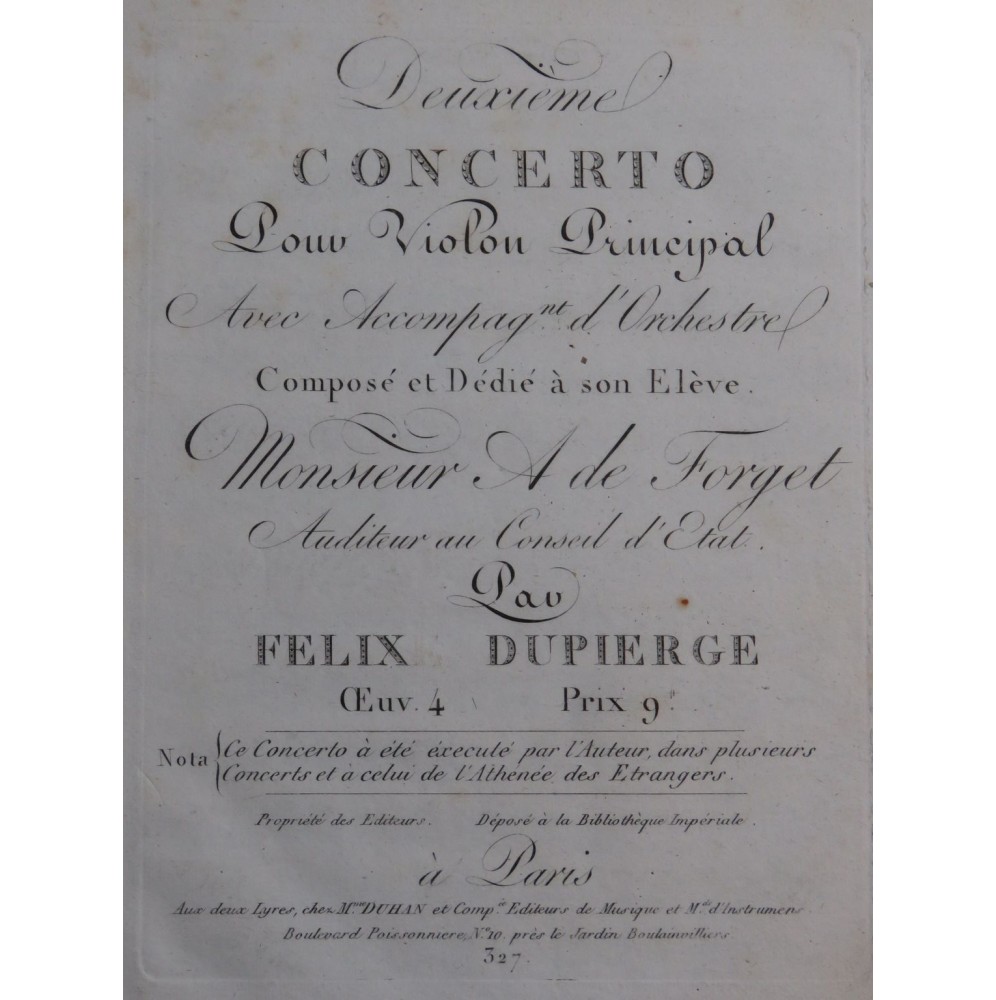 Deuxième
CONCERTO
Pour Violon Principal
Avec Accompagnt. d'Orchestre
Composé et Dédié à son Elève.
Monsieur A de Forget
Auditeur au Conseil d'Etat.
Par
FELIX DUPIERGE
Œuv. 4 Prix 9f.
Nota { Ce Concerto à été éxecuté par l'Auteur, dans plusieurs
Concerts et à celui de l'Athénée des Etrangers.
Propriété des Editeurs. Déposé à la Bibliothèque Impériale.
à Paris
Aux deux Lyres, chez Mme DUHAN et Compie Editeurs de Musique et Mds d'Instrumens
Boulevard Poissonniere, No. 10. près le Jardin Boulainvilliers
327.